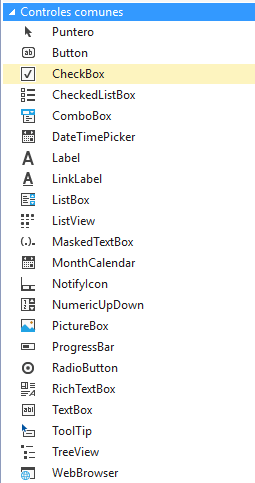 Controles comunes
Puntero
Button
CheckBox
CheckedListBox
ComboBox
DateTimePicker
Label
LinkLabel
ListBox
ListView
MaskedTextBox
MonthCalendar
NotifyIcon
NumericUpDown
PictureBox
ProgressBar
RadioButton
RichTextBox
TextBox
ToolTip
TreeView
WebBrowser